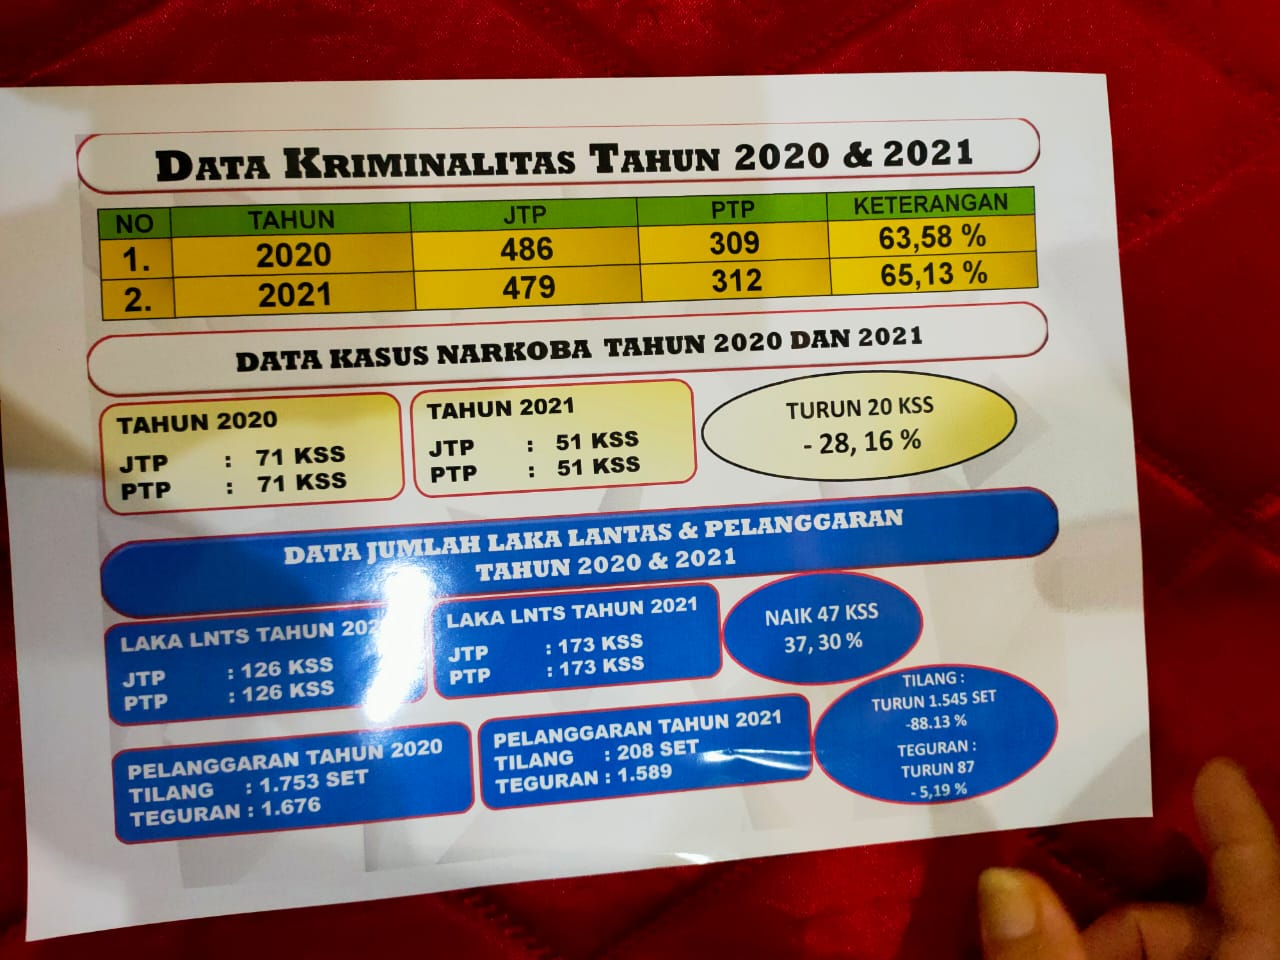 DATA KRIMINALITAS TAHUN 2020 & 2021
NO TAHUN JTP PTP KETERANGAN
1. 2020 486 309 63,58 %
2. 2021 479 312 65,13 %
DATA KASUS NARKOBA TAHUN 2020 DAN 2021
TAHUN 2020
JTP : 71 KSS
PTP : 71 KSS
TAHUN 2021
JTP : 51 KSS
PTP : 51 KSS
TURUN 20 KSS
- 28, 16 %
DATA JUMLAH LAKA LANTAS & PELANGGARAN
TAHUN 2020 & 2021
LAKA LNTS TAHUN
JTP : 126 KSS
PTP : 126 KSS
LAKA LNTS TAHUN 2021
JTP : 173 KSS
PTP : 173 KSS
NAIK 47 KSS
37, 30 %
PELANGGARAN TAHUN 2020
TILANG : 1.753 SET
TEGURAN : 1.676
PELANGGARAN TAHUN 2021
TILANG : 208 SET
TEGURAN : 1.589
TILANG :
TURUN 1.545 SET
-88.13 %
TEGURAN :
TURUN 87
- 5,19 %